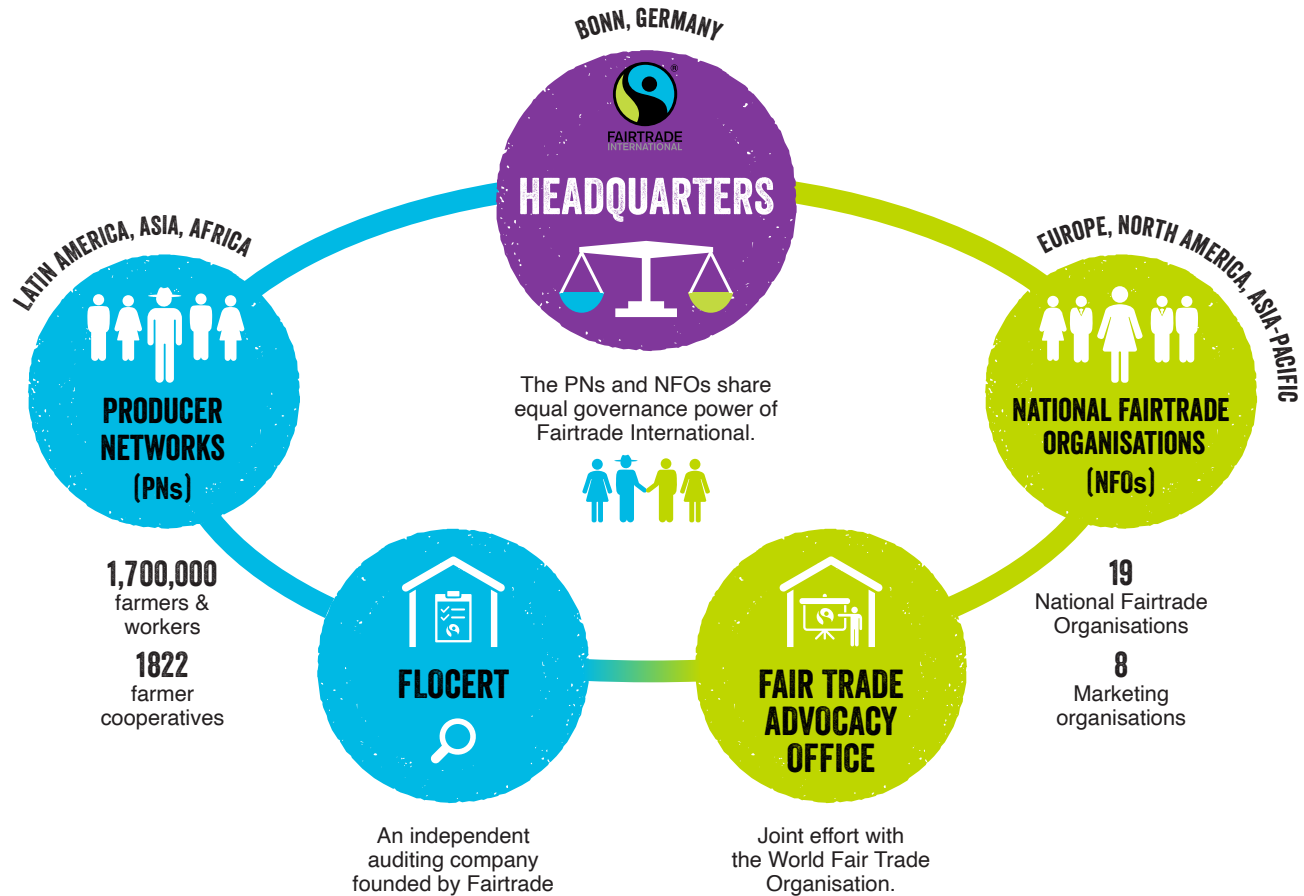 BONN, GERMANY
®
FAIRTRADE
INTERNATIONAL
HEADQUARTERS
LATIN AMERICA, ASIA, AFRICA
PRODUCER
NETWORKS
(PNs)
The PNs and NFOs share
equal governance power of
Fairtrade International.
EUROPE, NORTH AMERICA, ASIA-PACIFIC
NATIONAL FAIRTRADE
ORGANISATIONS
(NFOs)
1,700,000
farmers &
workers
1822
farmer
cooperatives
19
National Fairtrade
Organisations
8
Marketing
organisations
FLOCERT
An independent
auditing company
founded by Fairtrade
FAIR TRADE
ADVOCACY
OFFICE
Joint effort with
the World Fair Trade
Organisation.